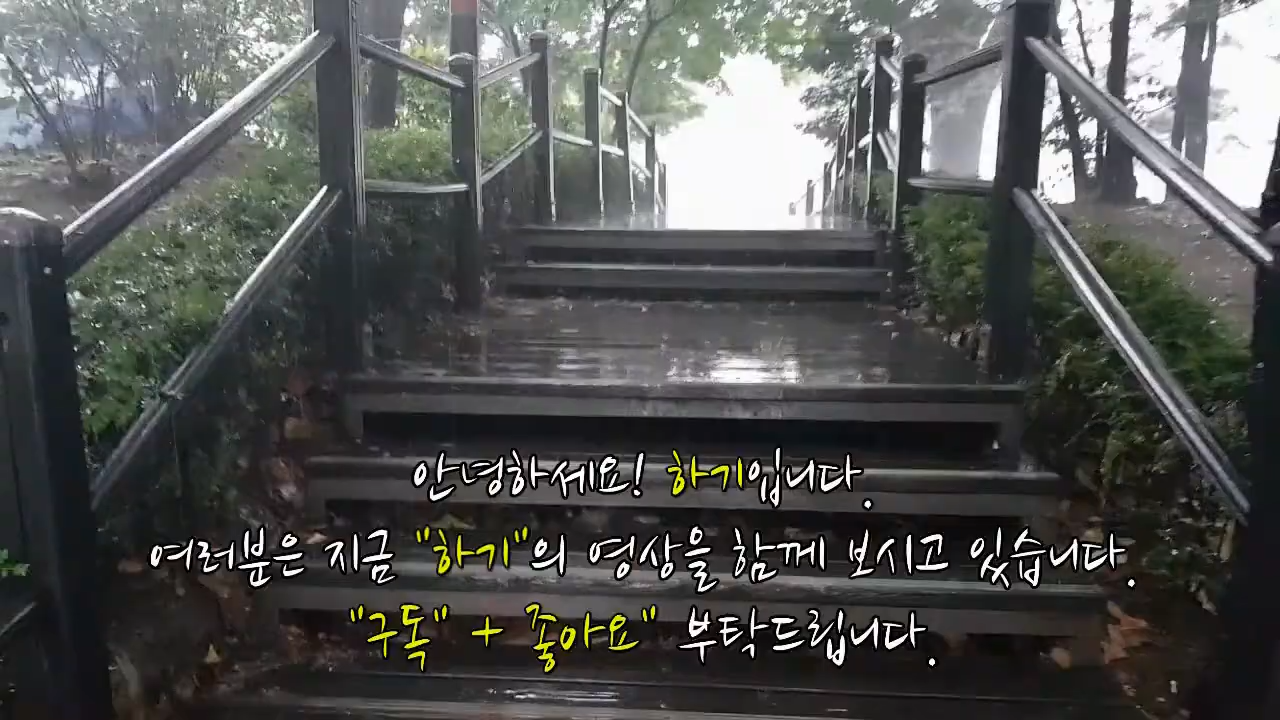 안녕하세요! 하기입니다.
여러분은 지금 "하기"의 영상을 함께 보시고 있습니다.
"구독" + 좋아요" 부탁드립니다.